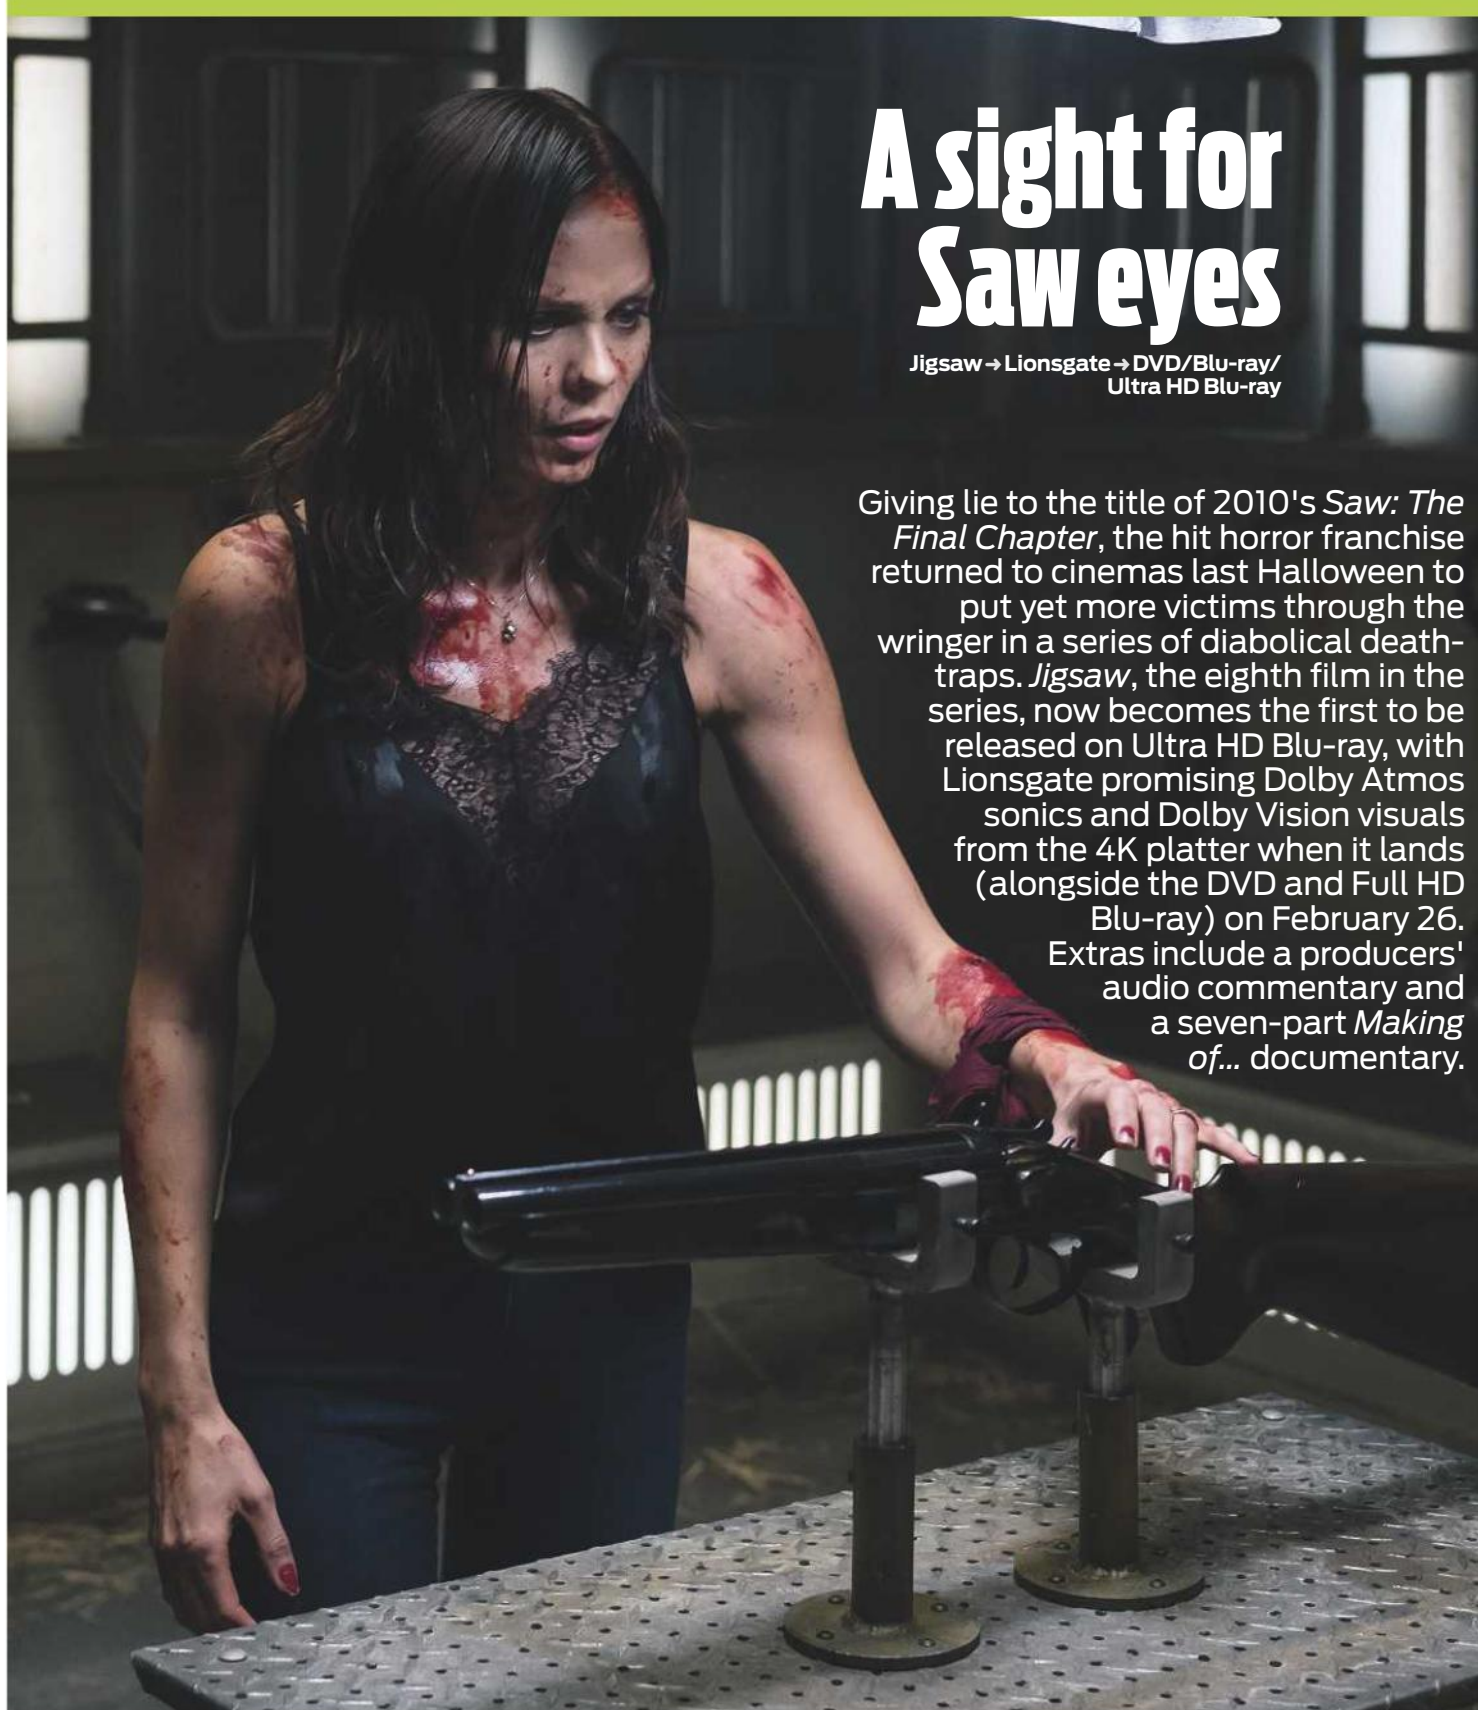 A sight for
Saw eyes
Jigsaw→Lionsgate→DVD/Blu-ray/
Ultra HD Blu-ray
Giving lie to the title of 2010's Saw: The
Final Chapter, the hit horror franchise
returned to cinemas last Halloween to
put yet more victims through the
wringer in a series of diabolical death-
traps. Jigsaw, the eighth film in the
series, now becomes the first to be
released on Ultra HD Blu-ray, with
Lionsgate promising Dolby Atmos
sonics and Dolby Vision visuals
from the 4K platter when it lands
(alongside the DVD and Full HD
Blu-ray) on February 26.
Extras include a producers'
audio commentary and
a seven-part Making
of... documentary.